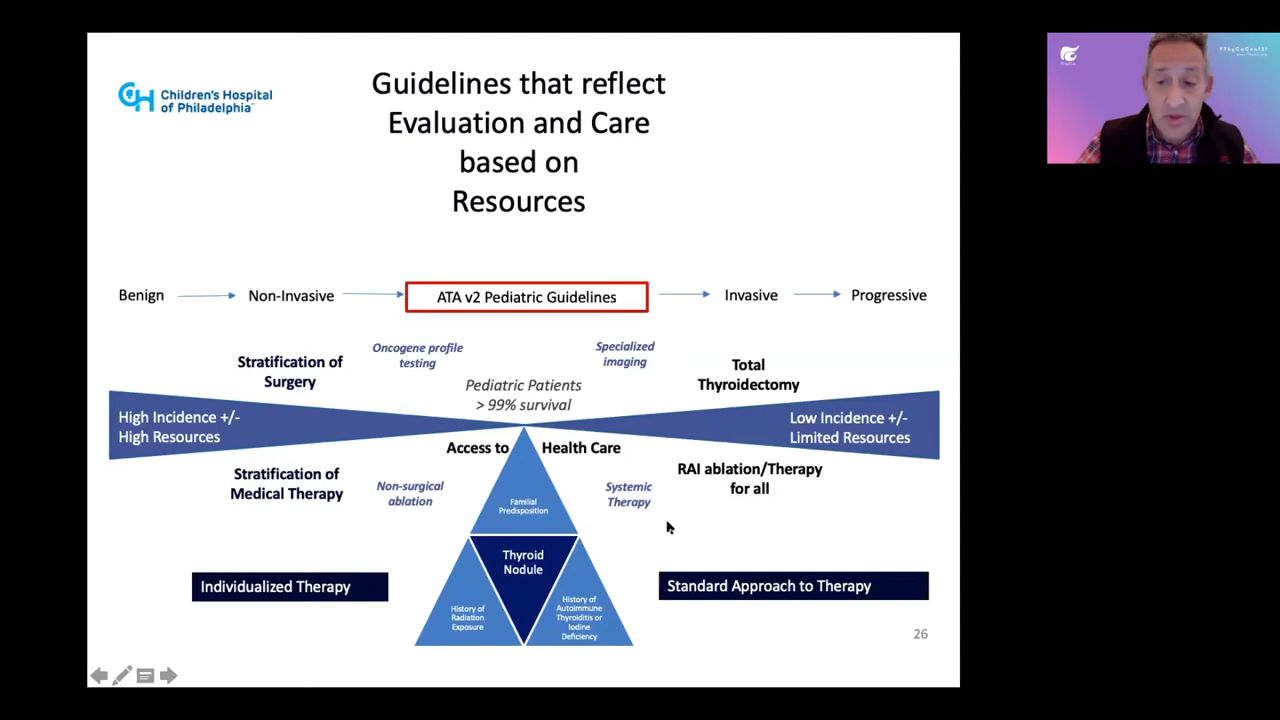 Children's Hospital
of Philadelphia
Guidelines that reflect
Evaluation and Care
based on
Resources
Benign
Non-Invasive
ATA v2 Pediatric Guidelines
Invasive
Progressive
Stratification of
Surgery
Oncogene profile
testing
Pediatric Patients
> 99% survival
Specialized
imaging
Total
Thyroidectomy
High Incidence +/-
High Resources
Low Incidence +/-
Limited Resources
Access to
Health Care
Stratification of
Medical Therapy
Non-surgical
ablation
Familial
Predisposition
Systemic
Therapy
RAI ablation/Therapy
for all
Thyroid
Nodule
Individualized Therapy
Standard Approach to Therapy
History of
Radiation
Exposure
History of
Autoimmune
Thyroiditis or
Iodine
Deficiency
26